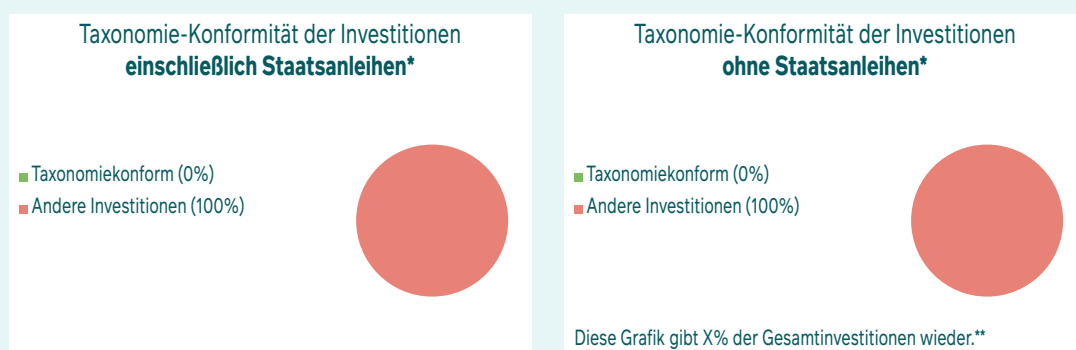 Taxonomie-Konformität der Investitionen
einschließlich Staatsanleihen*
Taxonomiekonform (0%)
Andere Investitionen (100%)
Taxonomie-Konformität der Investitionen
ohne Staatsanleihen*
Taxonomiekonform (0%)
Andere Investitionen (100%)
Diese Grafik gibt X% der Gesamtinvestitionen wieder.**